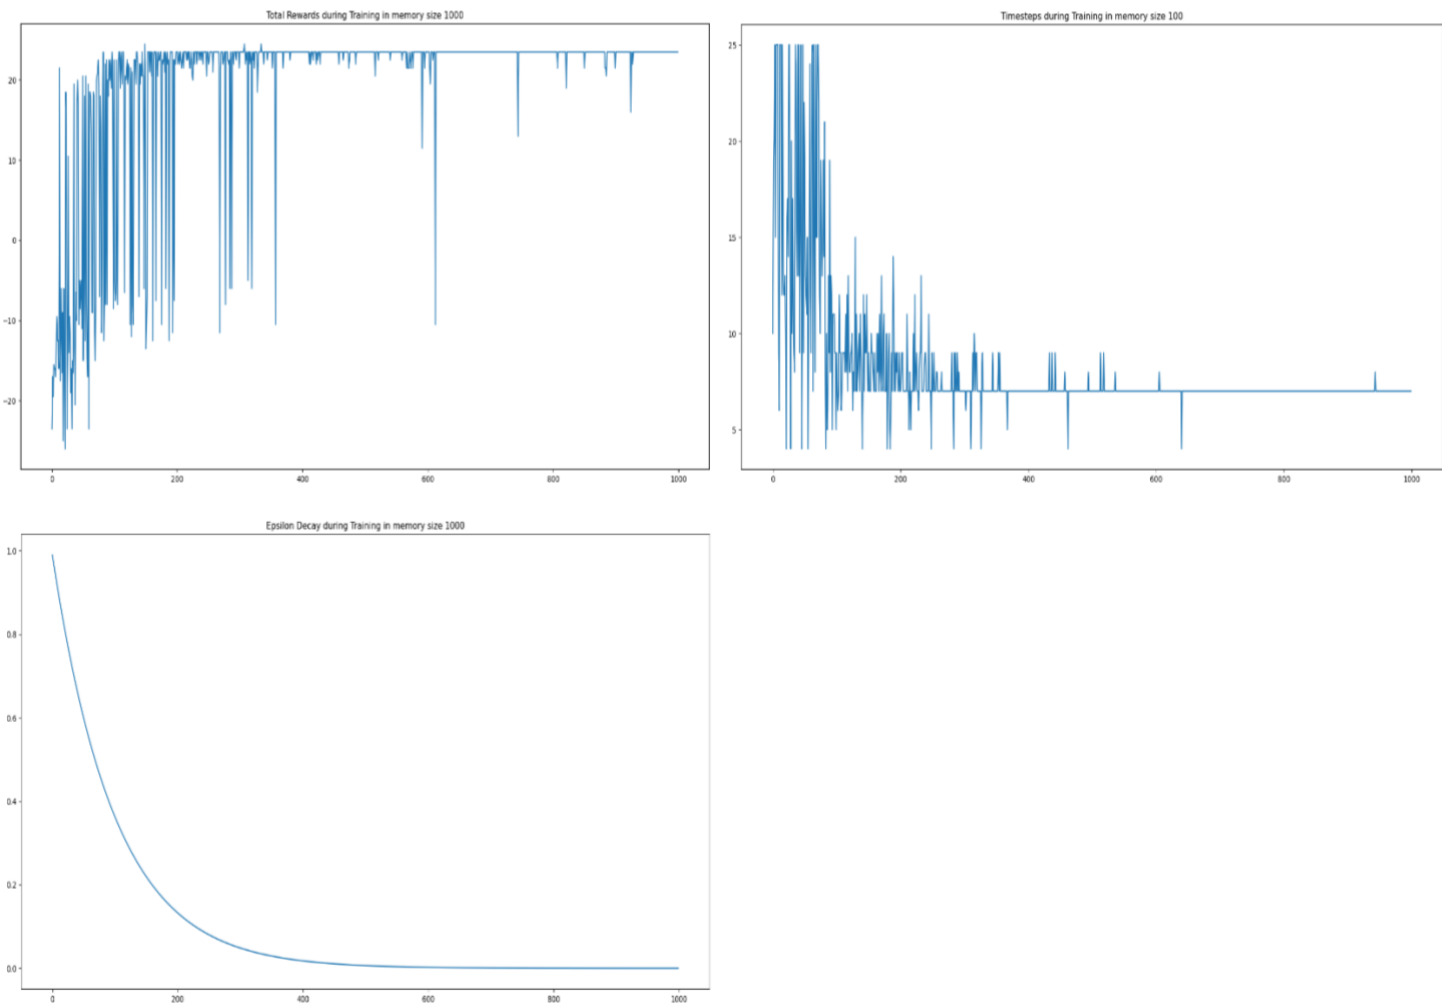 Total Rewards during Training in memory size 1000
20
10
0
−10
−20
0 200 400 600 800 1000
Timesteps during Training in memory size 100
25
20
15
10
5
0 200 400 600 800 1000
Epsilon Decay during Training in memory size 1000
1.0
0.8
0.6
0.4
0.2
0.0
0 200 400 600 800 1000